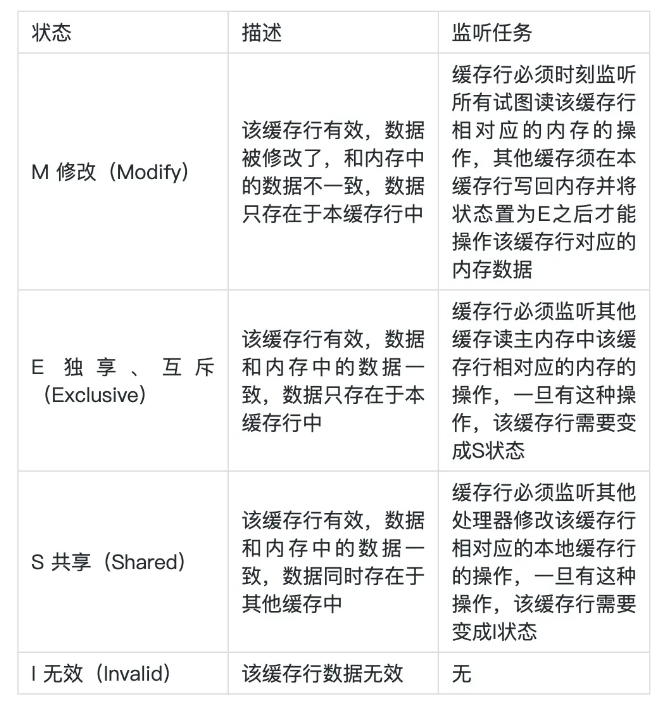 状态
描述
监听任务
M 修改（Modify）
该缓存行有效，数据
被修改了，和内存中
的数据不一致，数据
只存在于本缓存行中
缓存行必须时刻监听
所有试图读该缓存行
相对应的内存的操
作，其他缓存须在本
缓存行写回内存并将
状态置为E之后才能
操作该缓存行对应的
内存数据
E 独享、互斥
（Exclusive）
该缓存行有效，数据
和内存中的数据一
致，数据只存在于本
缓存行中
缓存行必须监听其他
缓存读主内存中该缓
存行相对应的内存的
操作，一旦有这种操
作，该缓存行需要变
成S状态
S 共享（Shared）
该缓存行有效，数据
和内存中的数据一
致，数据同时存在于
其他缓存中
缓存行必须监听其他
处理器修改该缓存行
相对应的本地缓存行
的操作，一旦有这种
操作，该缓存行需要
变成I状态
I 无效（Invalid）
该缓存行数据无效
无